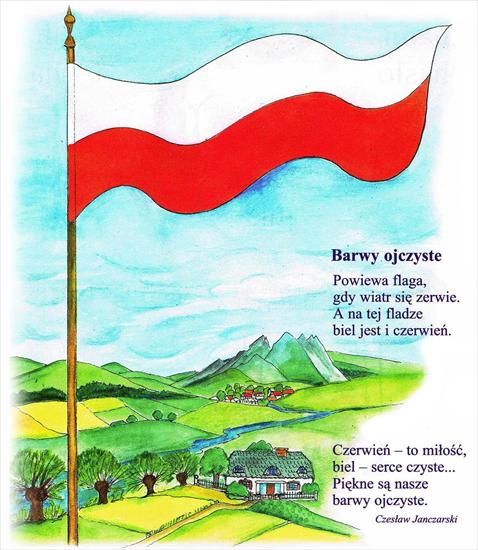 Barwy ojczyste
Powiewa flaga,
gdy wiatr się zerwie.
A na tej fladze
biel jest i czerwień.
Czerwień – to miłość,
biel – serce czyste...
Piękne są nasze
barwy ojczyste.
Czesław Janczarski